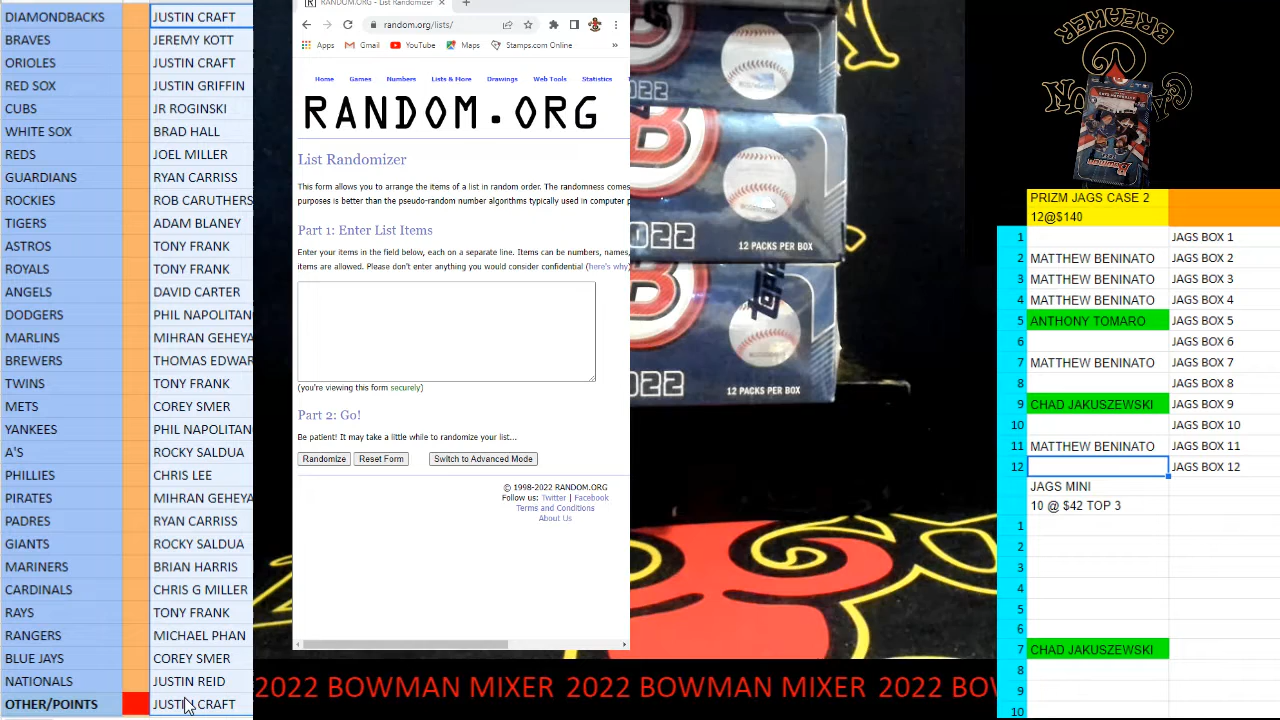 DIAMONDBACKS JUSTIN CRAFT
BRAVES JEREMY KOTT
ORIOLES JUSTIN CRAFT
RED SOX JUSTIN GRIFFIN
CUBS JR ROGINSKI
WHITE SOX BRAD HALL
REDS JOEL MILLER
GUARDIANS RYAN CARRISS
ROCKIES ROB CARUTHERS
TIGERS ADAM BLANEY
ASTROS TONY FRANK
ROYALS TONY FRANK
ANGELS DAVID CARTER
DODGERS PHIL NAPOLITAN
MARLINS MIHRAN GEHEYA
BREWERS THOMAS EDWAR
TWINS TONY FRANK
METS COREY SMER
YANKEES PHIL NAPOLITAN
A'S ROCKY SALDUA
PHILLIES CHRIS LEE
PIRATES MIHRAN GEHEYA
PADRES RYAN CARRISS
GIANTS ROCKY SALDUA
MARINERS BRIAN HARRIS
CARDINALS CHRIS G MILLER
RAYS TONY FRANK
RANGERS MICHAEL PHAN
BLUE JAYS COREY SMER
NATIONALS JUSTIN REID
OTHER/POINTS JUSTIN CRAFT
RANDOM.ORG - List Randomizer
random.org/lists/
Apps Gmail YouTube Maps Stamps.com Online »
Home Games Numbers Lists & More Drawings Web Tools Statistics
RANDOM.ORG
List Randomizer
This form allows you to arrange the items of a list in random order. The randomness comes
purposes is better than the pseudo-random number algorithms typically used in computer p
Part 1: Enter List Items
Enter your items in the field below, each on a separate line. Items can be numbers, names,
items are allowed. Please don't enter anything you would consider confidential (here's why)
(you're viewing this form securely)
Part 2: Go!
Be patient! It may take a little while to randomize your list...
Randomize Reset Form Switch to Advanced Mode
© 1998-2022 RANDOM.ORG
Follow us: Twitter | Facebook
Terms and Conditions
About Us
2022
12 PACKS PER BOX
2022
TOPPS
2022
12 PACKS PER BOX
2022 BOWMAN MIXER 2022 BOWMAN MIXER 2022 BOW
BREAKER
PRIZM JAGS CASE 2
12@$140
1 JAGS BOX 1
2 MATTHEW BENINATO JAGS BOX 2
3 MATTHEW BENINATO JAGS BOX 3
4 MATTHEW BENINATO JAGS BOX 4
5 ANTHONY TOMARO JAGS BOX 5
6 JAGS BOX 6
7 MATTHEW BENINATO JAGS BOX 7
8 JAGS BOX 8
9 CHAD JAKUSZEWSKI JAGS BOX 9
10 JAGS BOX 10
11 MATTHEW BENINATO JAGS BOX 11
12 JAGS BOX 12
JAGS MINI
10 @ $42 TOP 3
1
2
3
4
5
6
7 CHAD JAKUSZEWSKI
8
9
10